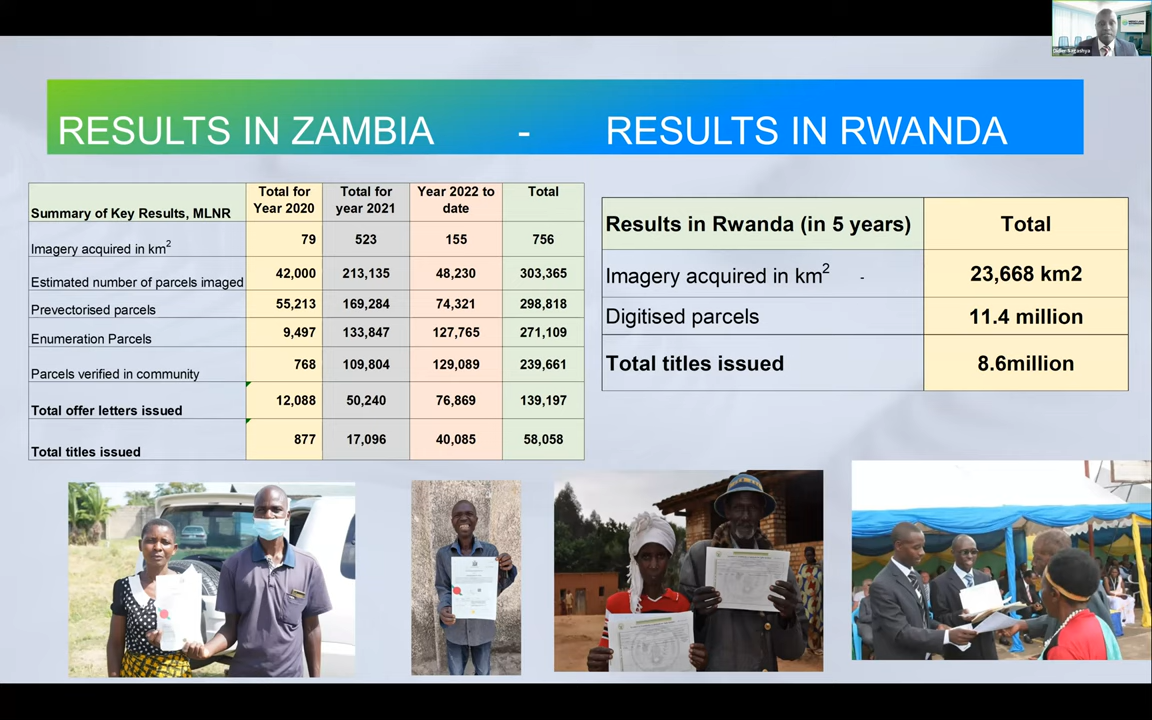 Didier Sagashya
RESULTS IN ZAMBIA - RESULTS IN RWANDA
Summary of Key Results, MLNR Total for Year 2020 Total for year 2021 Year 2022 to date Total
Imagery acquired in km2 79 523 155 756
Estimated number of parcels imaged 42,000 213,135 48,230 303,365
Prevectorised parcels 55,213 169,284 74,321 298,818
Enumeration Parcels 9,497 133,847 127,765 271,109
Parcels verified in community 768 109,804 129,089 239,661
Total offer letters issued 12,088 50,240 76,869 139,197
Total titles issued 877 17,096 40,085 58,058
Results in Rwanda (in 5 years) Total
Imagery acquired in km2 - 23,668 km2
Digitised parcels 11.4 million
Total titles issued 8.6million